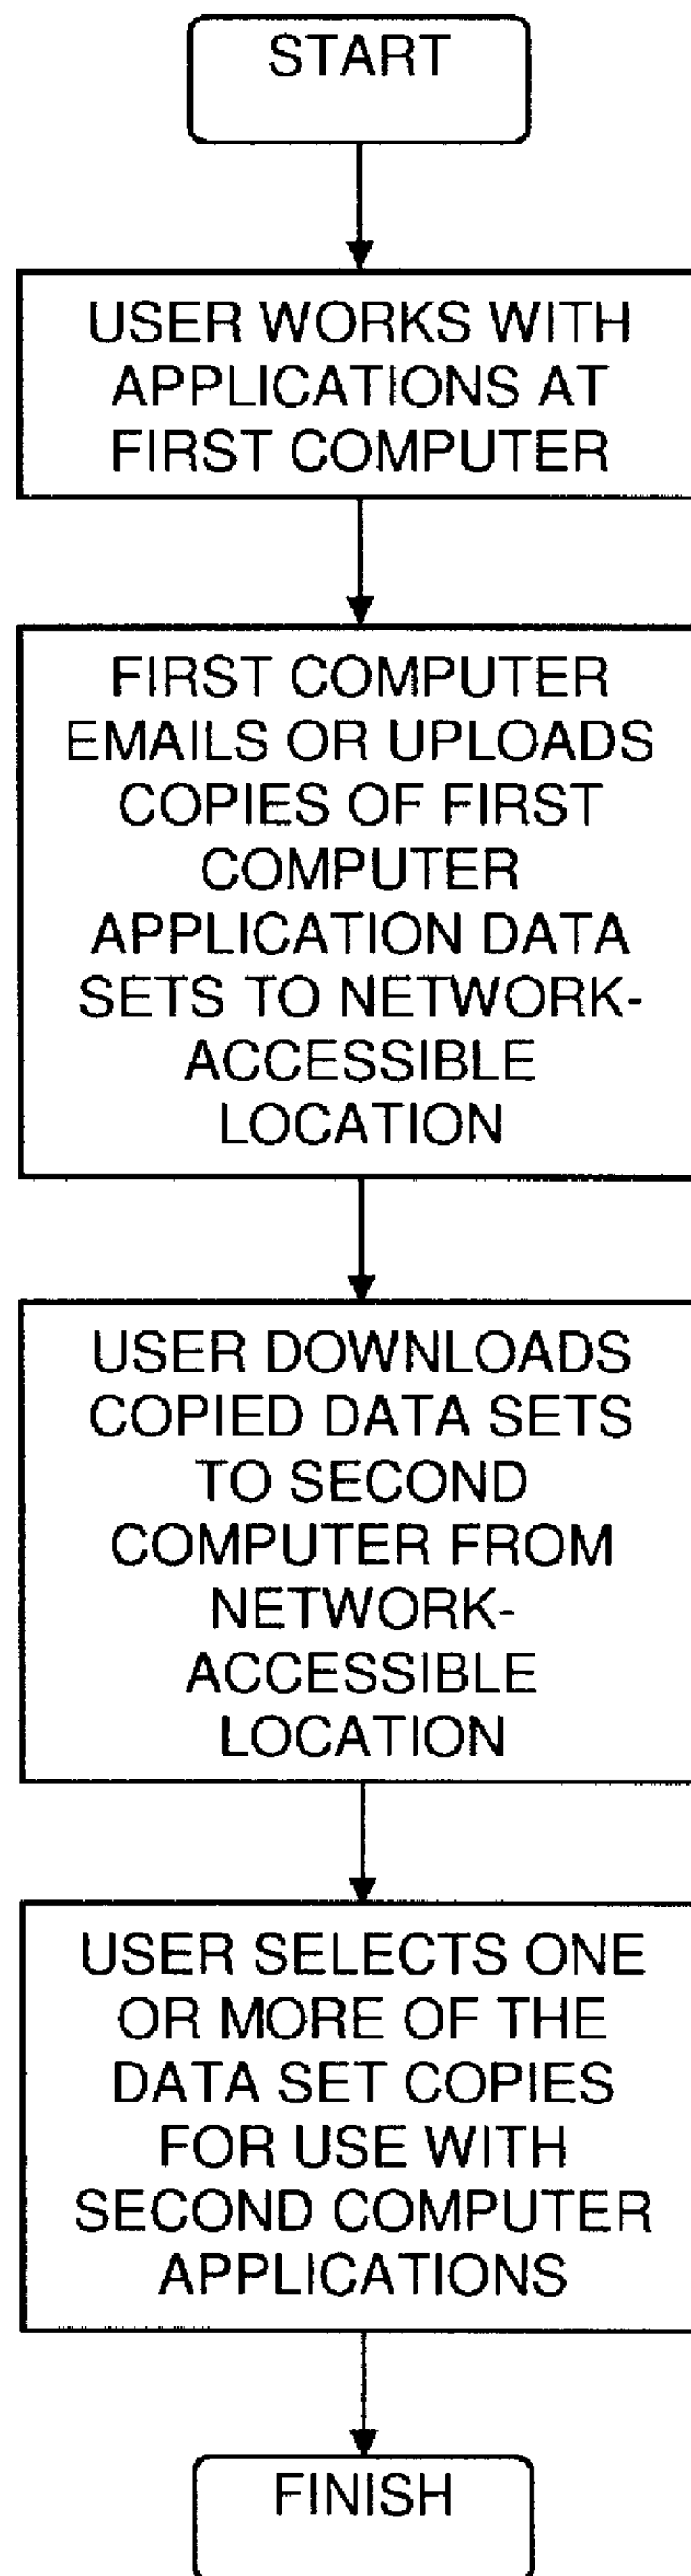 START
USER WORKS WITH
APPLICATIONS AT
FIRST COMPUTER
FIRST COMPUTER
EMAILS OR UPLOADS
COPIES OF FIRST
COMPUTER
APPLICATION DATA
SETS TO NETWORK-
ACCESSIBLE
LOCATION
USER DOWNLOADS
COPIED DATA SETS
TO SECOND
COMPUTER FROM
NETWORK-
ACCESSIBLE
LOCATION
USER SELECTS ONE
OR MORE OF THE
DATA SET COPIES
FOR USE WITH
SECOND COMPUTER
APPLICATIONS
FINISH